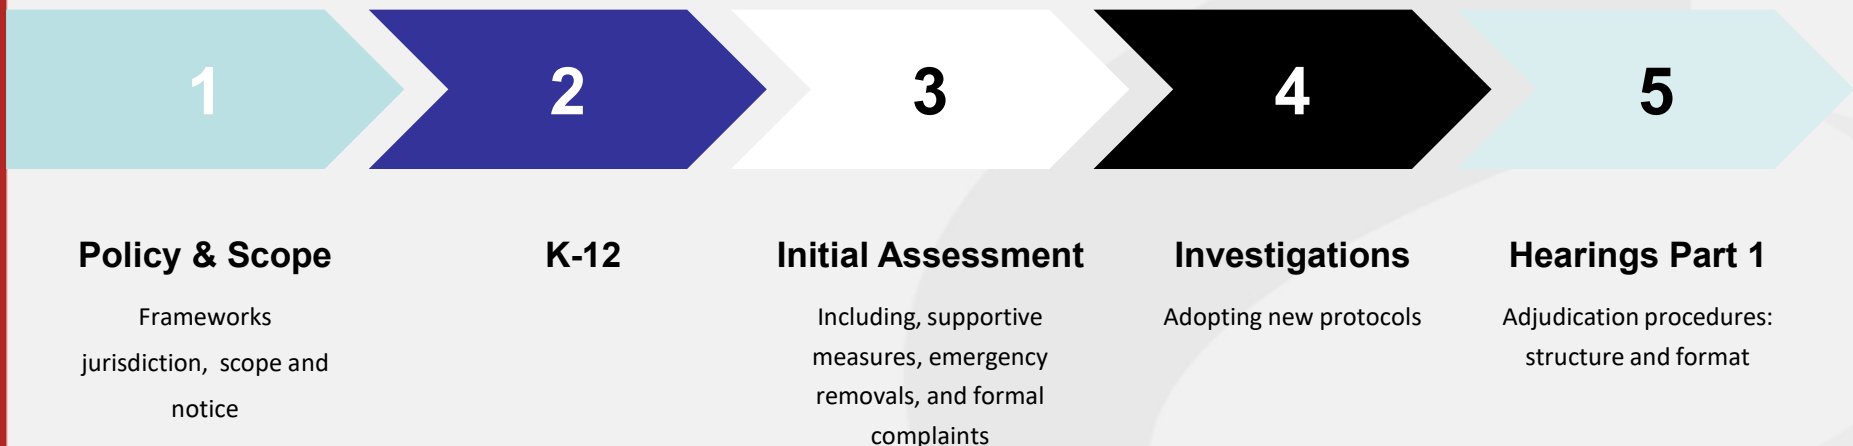 1
2
3
4
5
Policy & Scope
Frameworks
jurisdiction, scope and
notice
K-12
Initial Assessment
Including, supportive
measures, emergency
removals, and formal
complaints
Investigations
Adopting new protocols
Hearings Part 1
Adjudication procedures:
structure and format